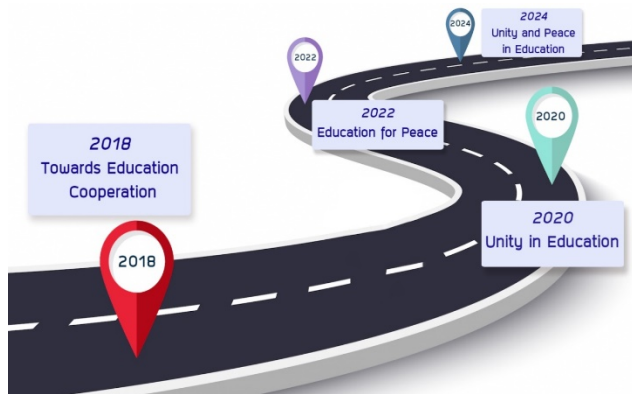 2018
Towards Education
Cooperation
2018
2020
2020
Unity in Education
2022
2022
Education for Peace
2024
2024
Unity and Peace
in Education